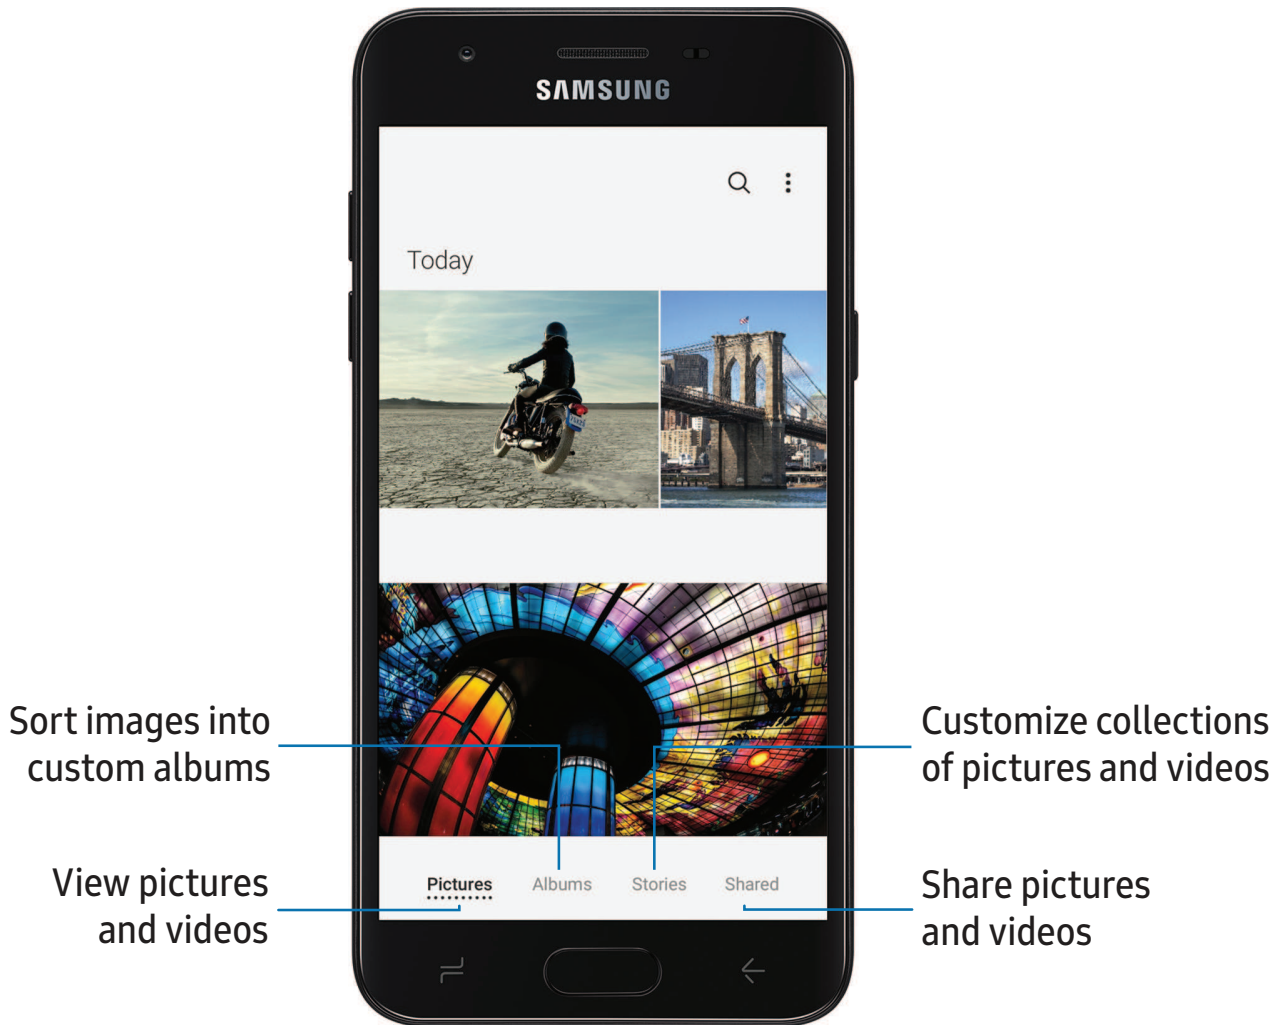 SAMSUNG
Today
Sort images into
custom albums
Customize collections
of pictures and videos
View pictures
and videos
Pictures
Albums
Stories
Shared
Share pictures
and videos